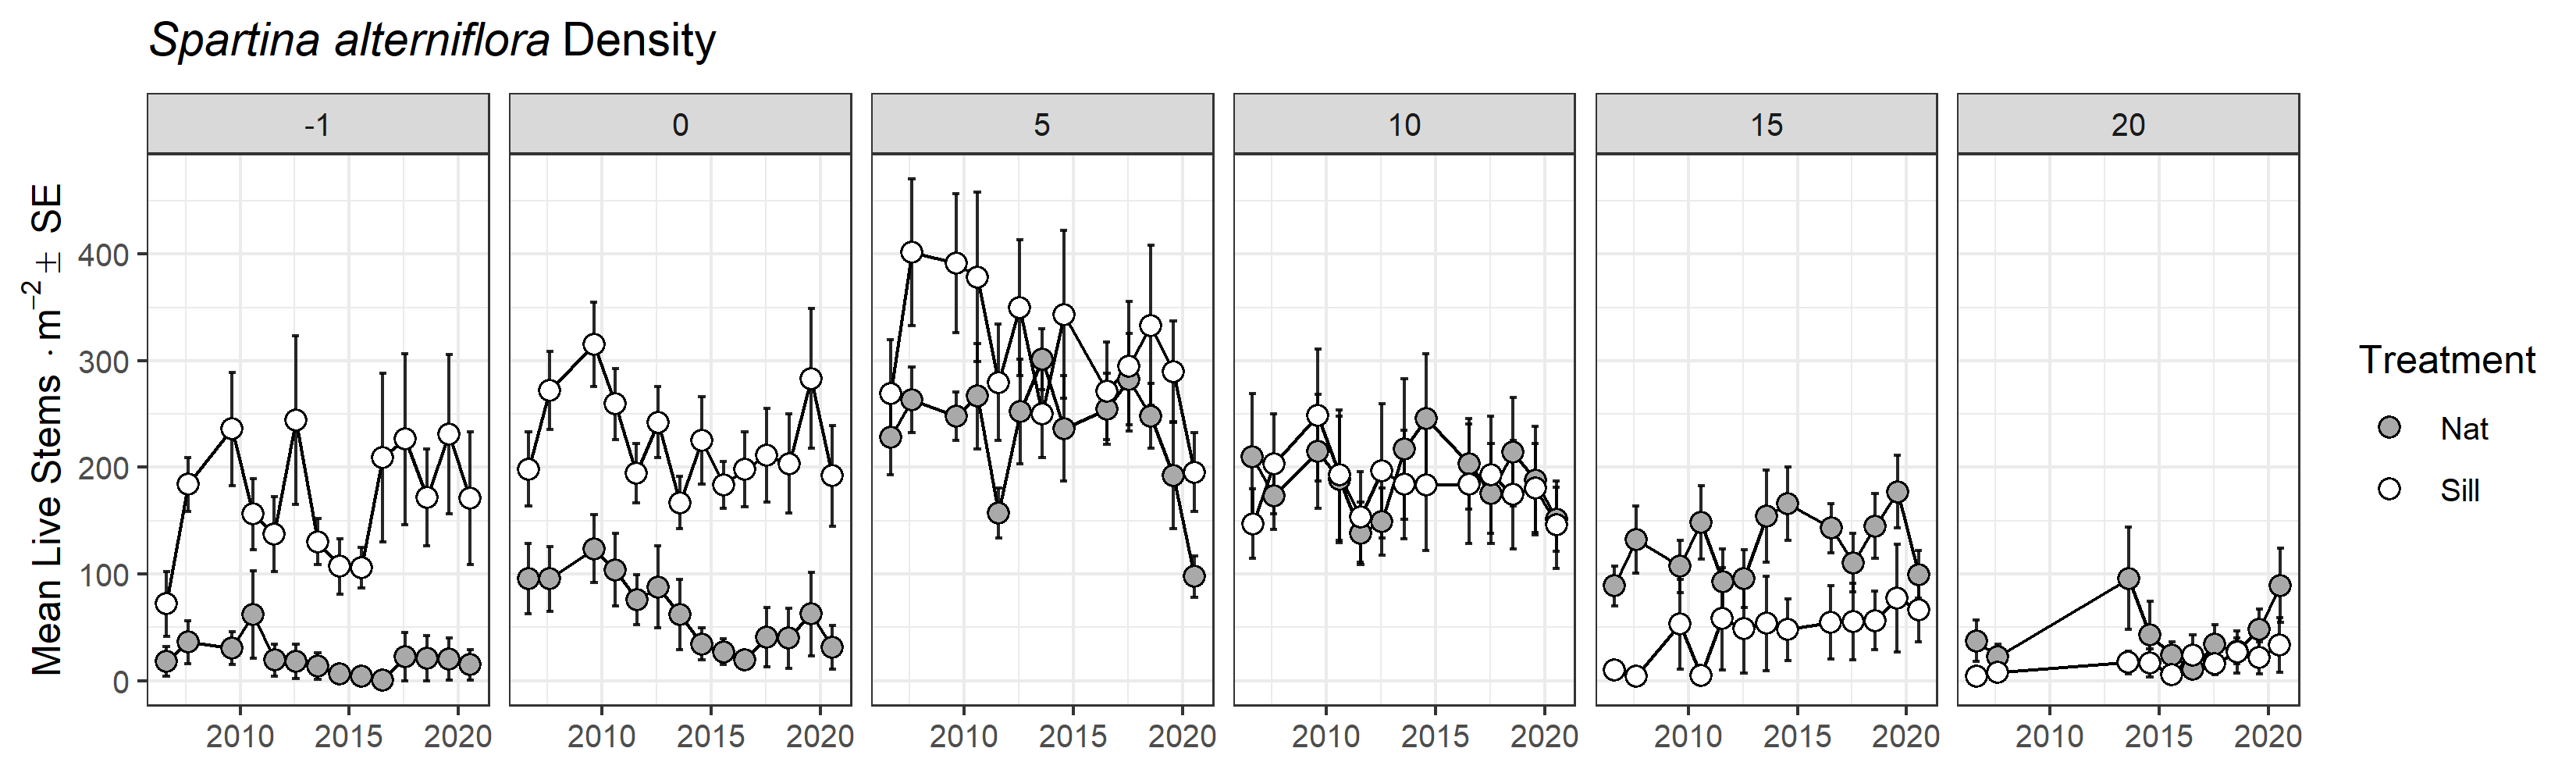 Spartina alterniflora Density
-1 0 5 10 15 20
Mean Live Stems · m⁻² ± SE
400
300
200
100
0
2010 2015 2020 2010 2015 2020 2010 2015 2020 2010 2015 2020 2010 2015 2020 2010 2015 2020
Treatment
Nat
Sill